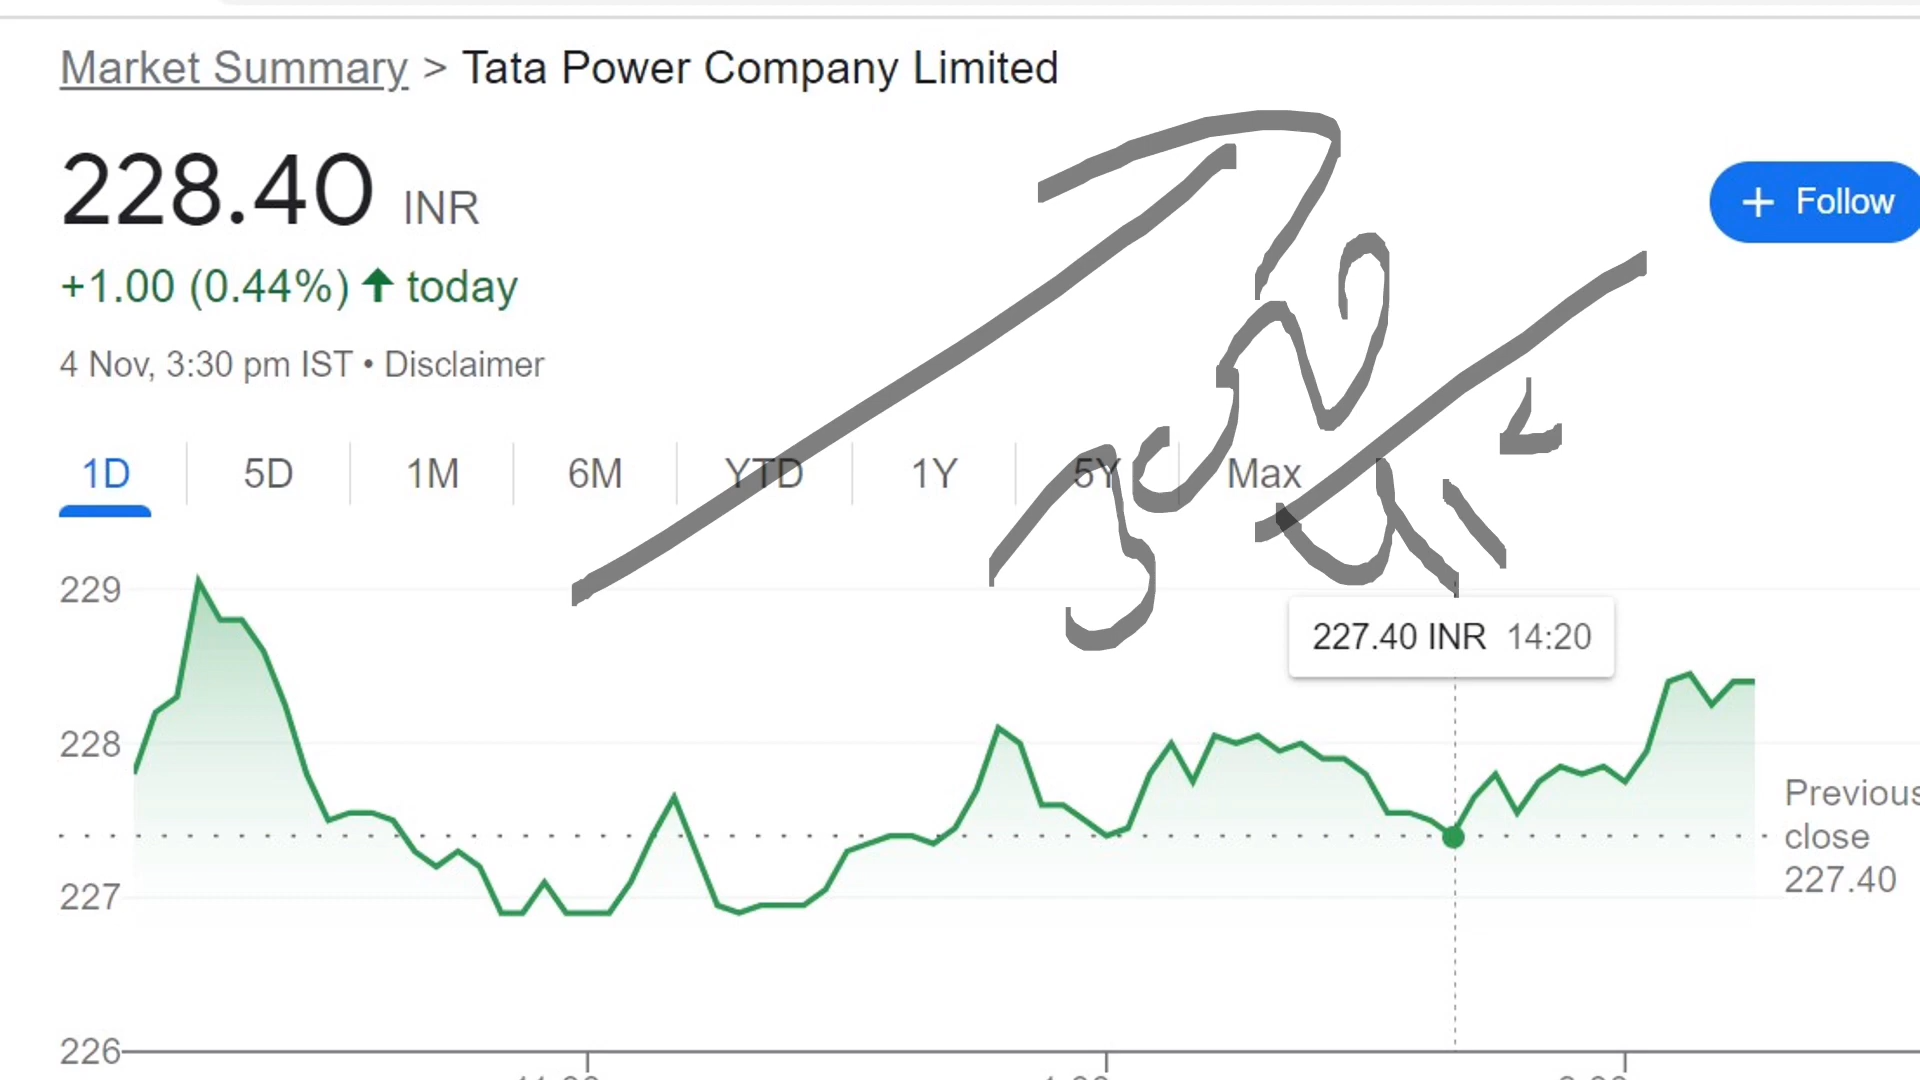 Market Summary > Tata Power Company Limited
228.40 INR
+ Follow
+1.00 (0.44%) ↑ today
4 Nov, 3:30 pm IST • Disclaimer
1D 5D 1M 6M YTD 1Y 5Y Max
229
227.40 INR 14:20
228
Previous
close
227.40
227
226